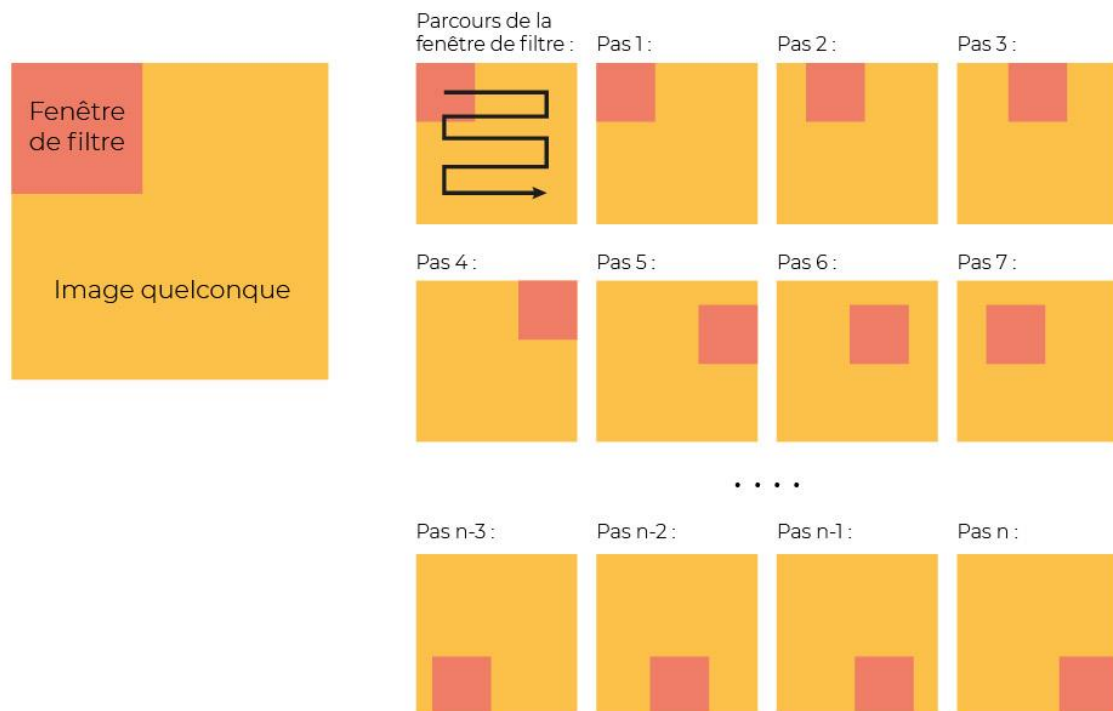 Fenêtre
de filtre
Image quelconque
Parcours de la
fenêtre de filtre :
Pas 1 :
Pas 2 :
Pas 3 :
Pas 4 :
Pas 5 :
Pas 6 :
Pas 7 :
. . . .
Pas n-3 :
Pas n-2 :
Pas n-1 :
Pas n :